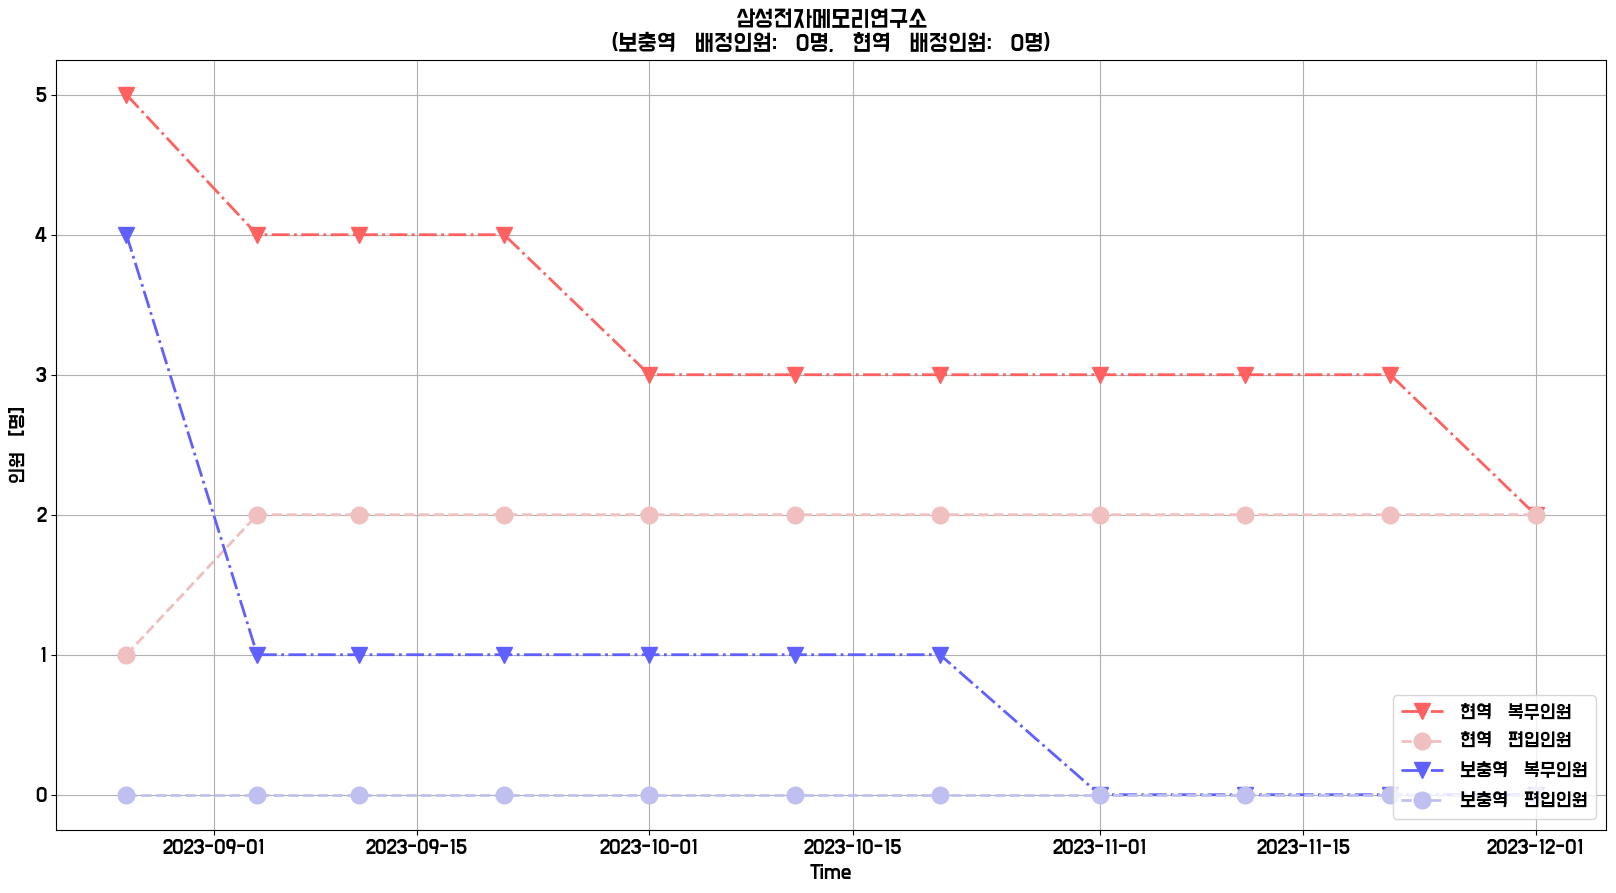 삼성전자메모리연구소
(보충역 배정인원: 0명, 현역 배정인원: 0명)
5
4
3
2
1
0
인원 [명]
현역 복무인원
현역 편입인원
보충역 복무인원
보충역 편입인원
2023-09-01 2023-09-15 2023-10-01 2023-10-15 2023-11-01 2023-11-15 2023-12-01
Time